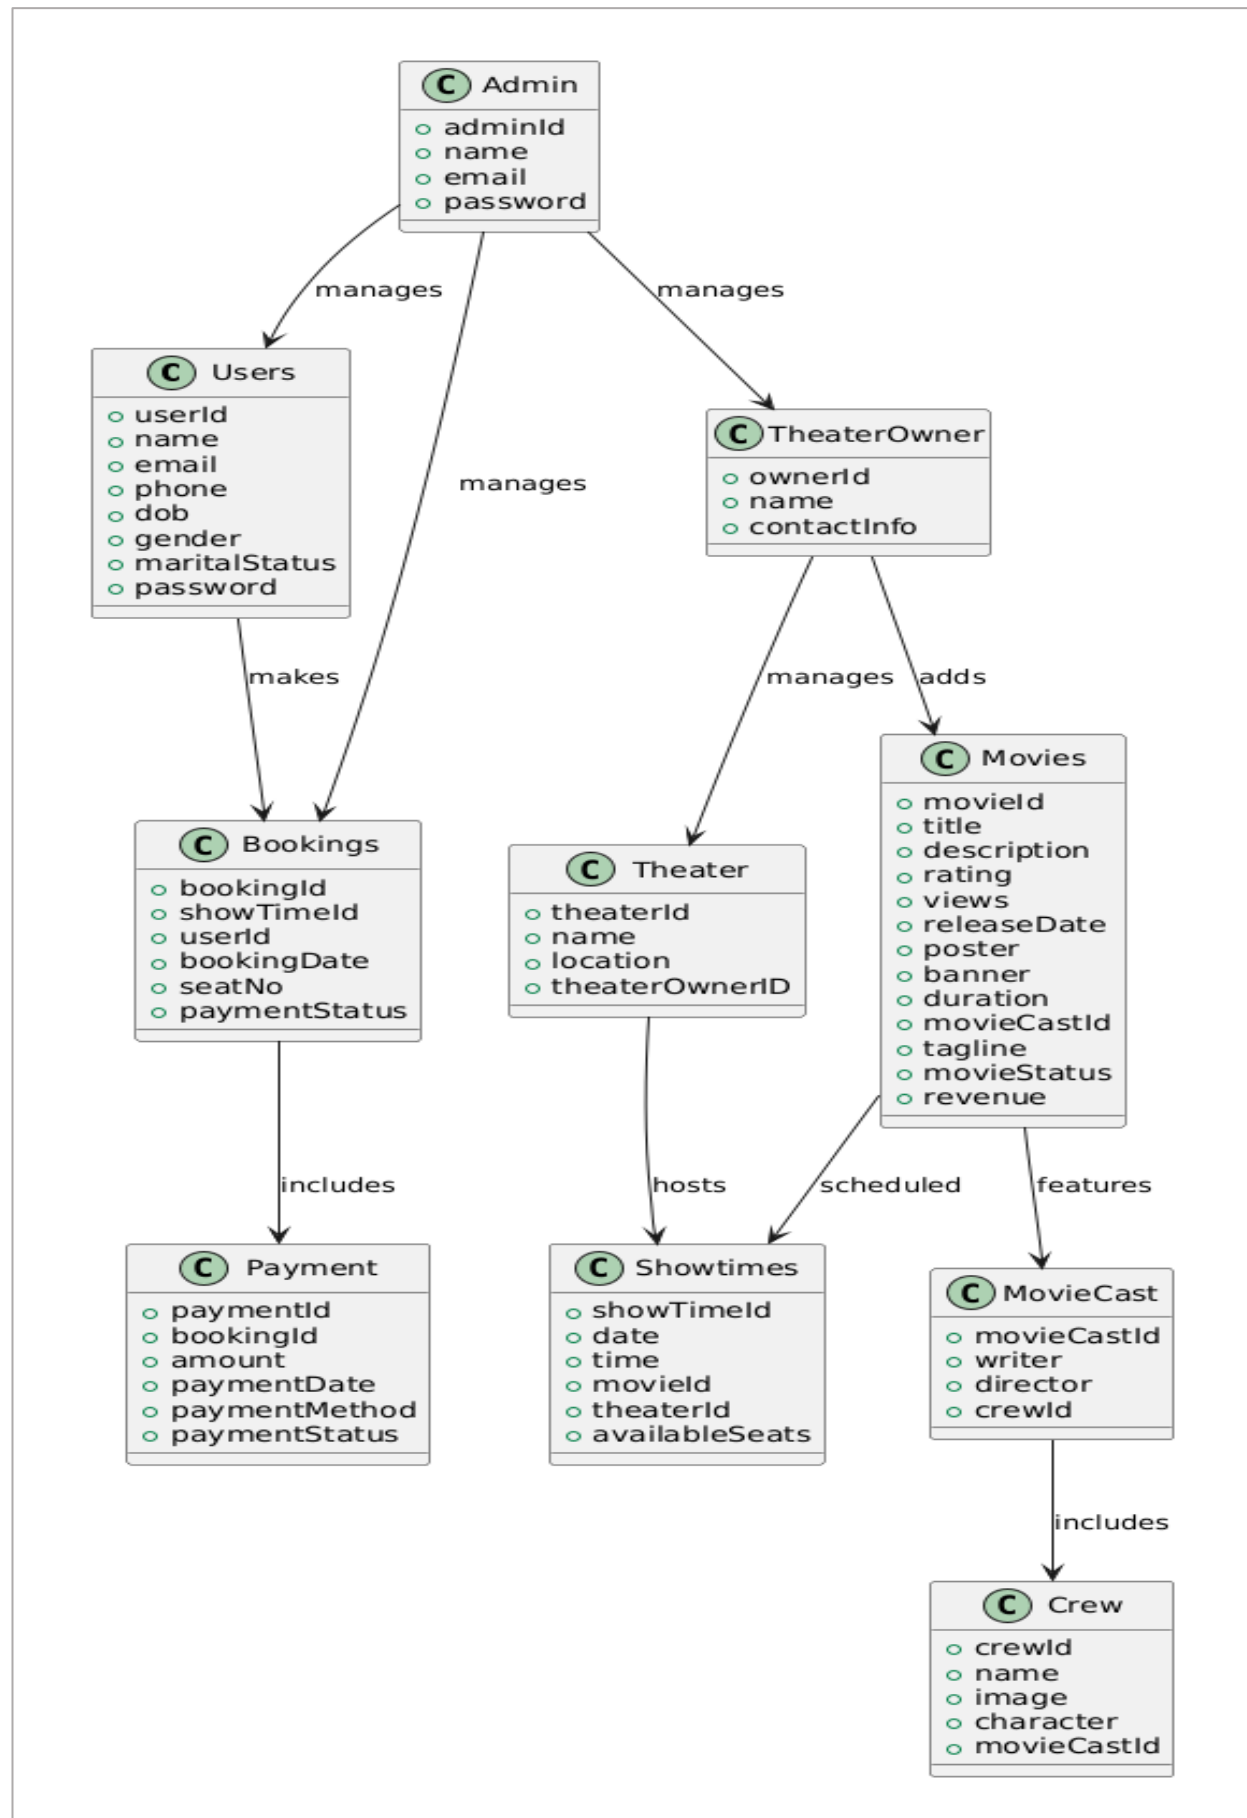 C Admin
adminId
name
email
password
manages
manages
C Users
userId
name
email
phone
dob
gender
maritalStatus
password
C TheaterOwner
ownerId
name
contactInfo
manages
makes
manages
adds
C Movies
movieId
title
description
rating
views
releaseDate
poster
banner
duration
movieCastId
tagline
movieStatus
revenue
C Bookings
bookingId
showTimeId
userId
bookingDate
seatNo
paymentStatus
C Theater
theaterId
name
location
theaterOwnerID
includes
hosts
scheduled
features
C Payment
paymentId
bookingId
amount
paymentDate
paymentMethod
paymentStatus
C Showtimes
showTimeId
date
time
movieId
theaterId
availableSeats
C MovieCast
movieCastId
writer
director
crewId
includes
C Crew
crewId
name
image
character
movieCastId